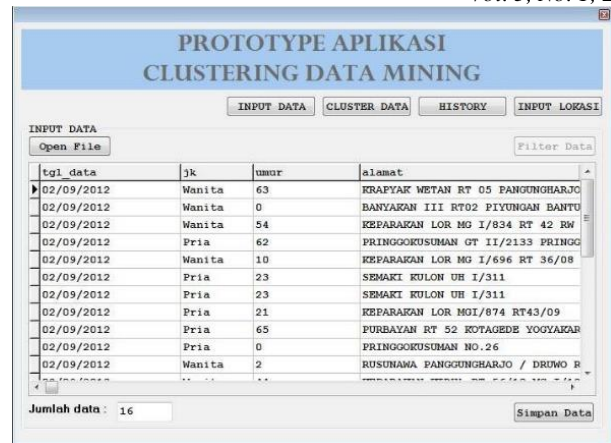 PROTOTYPE APLIKASI
CLUSTERING DATA MINING
INPUT DATA CLUSTER DATA HISTORY INPUT LOKASI
INPUT DATA
Open File Filter Data
tgl_data jk umur alamat
02/09/2012 Wanita 63 KRAPYAK WETAN RT 05 PANGUNGHARJO
02/09/2012 Wanita 0 BANYAKAN III RT02 PIYUNGAN BANTU
02/09/2012 Wanita 54 KEPARAKAN LOR MG I/834 RT 42 RW
02/09/2012 Pria 62 PRINGGOKUSUMAN GT II/2133 PRINGG
02/09/2012 Wanita 10 KEPARAKAN LOR MG I/696 RT 36/08
02/09/2012 Pria 23 SEMAKI KULON UH I/311
02/09/2012 Pria 23 SEMAKI KULON UH I/311
02/09/2012 Pria 21 KEPARAKAN LOR MGI/874 RT43/09
02/09/2012 Pria 65 PURBAYAN RT 52 KOTAGEDE YOGYAKAR
02/09/2012 Pria 0 PRINGGOKUSUMAN NO.26
02/09/2012 Wanita 2 RUSUNAWA PANGGUNGHARJO / DRUWO R
Jumlah data : 16 Simpan Data